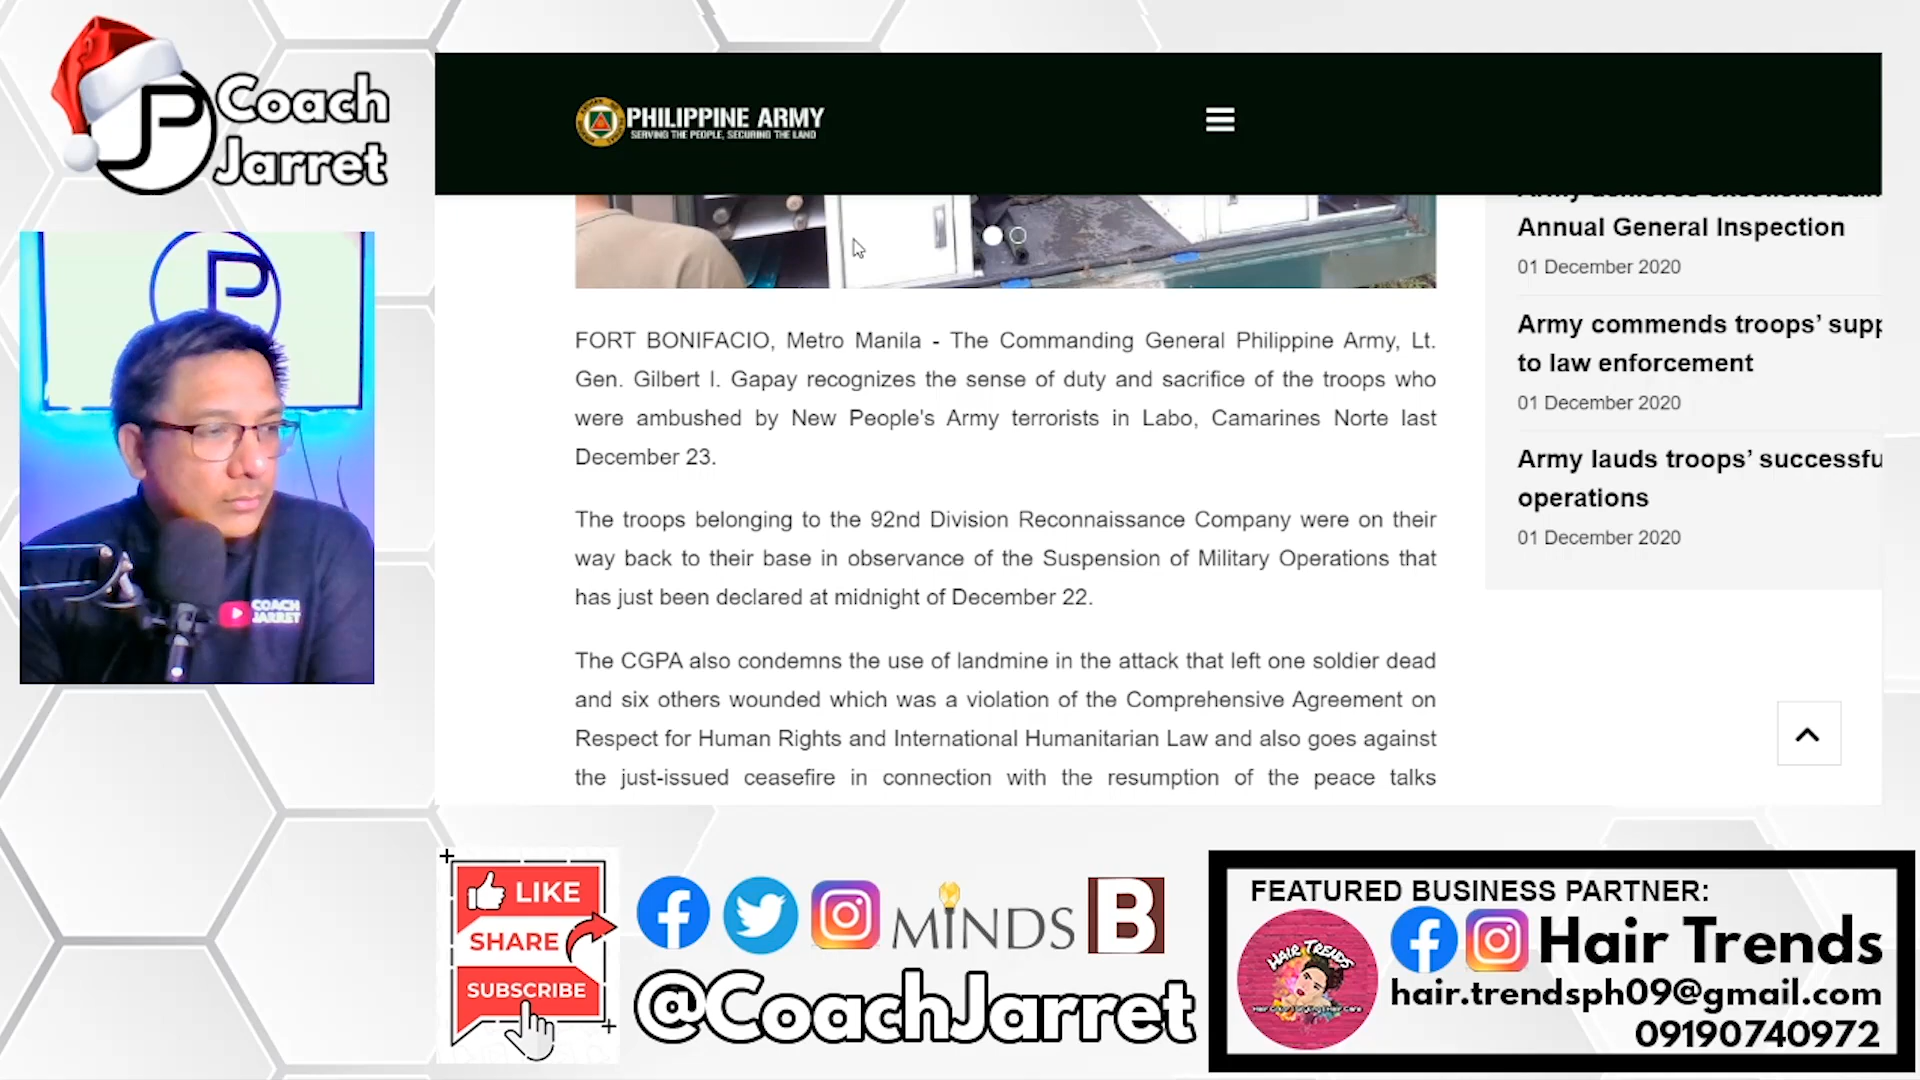 Coach
Jarret
PHILIPPINE ARMY
SERVING THE PEOPLE, SECURING THE LAND
Annual General Inspection
01 December 2020
Army commends troops’ supp
to law enforcement
01 December 2020
Army lauds troops’ successfu
operations
01 December 2020
FORT BONIFACIO, Metro Manila - The Commanding General Philippine Army, Lt.
Gen. Gilbert I. Gapay recognizes the sense of duty and sacrifice of the troops who
were ambushed by New People's Army terrorists in Labo, Camarines Norte last
December 23.
The troops belonging to the 92nd Division Reconnaissance Company were on their
way back to their base in observance of the Suspension of Military Operations that
has just been declared at midnight of December 22.
The CGPA also condemns the use of landmine in the attack that left one soldier dead
and six others wounded which was a violation of the Comprehensive Agreement on
Respect for Human Rights and International Humanitarian Law and also goes against
the just-issued ceasefire in connection with the resumption of the peace talks
COACH
JARRET
LIKE
SHARE
SUBSCRIBE
MINDS
B
@CoachJarret
FEATURED BUSINESS PARTNER:
HAIR TRENDS
Hair Trends
hair.trendsph09@gmail.com
09190740972